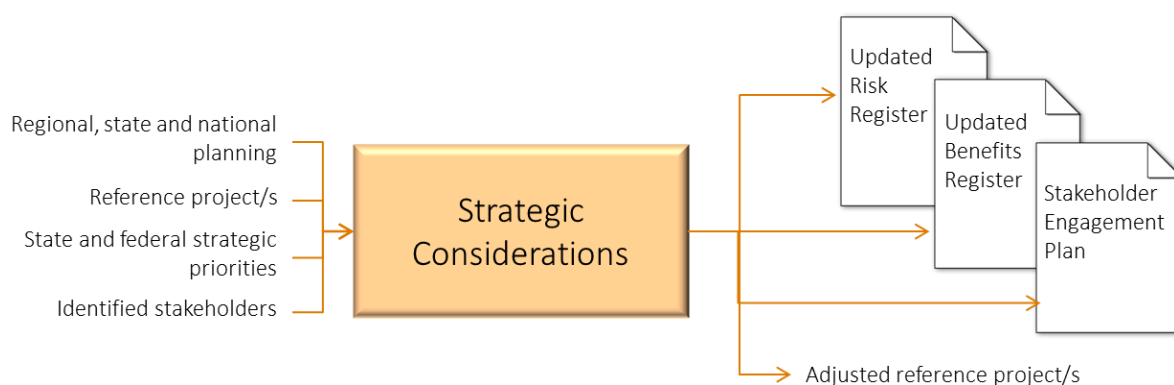 Regional, state and national
planning
Reference project/s
State and federal strategic
priorities
Identified stakeholders
Strategic
Considerations
Updated
Risk
Register
Updated
Benefits
Register
Stakeholder
Engagement
Plan
Adjusted reference project/s